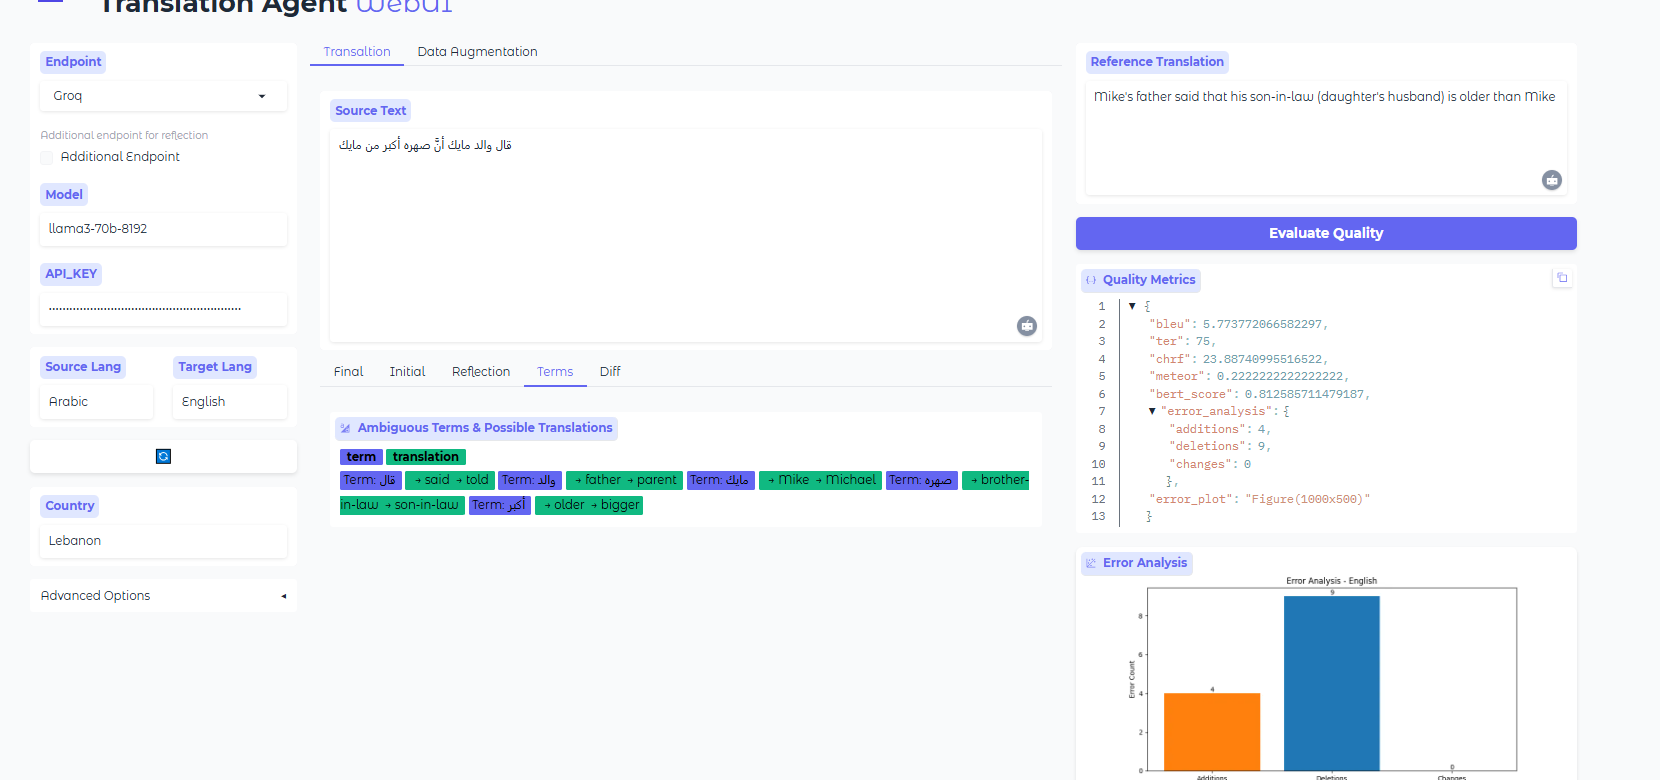 Translation Agent WebUI
Endpoint
Groq
Additional endpoint for reflection
Additional Endpoint
Model
llama3-70b-8192
API_KEY
Source Lang
Target Lang
Arabic
English
Country
Lebanon
Advanced Options
Transaltion
Data Augmentation
Source Text
قال والد مايك أنَّ صهره أكبر من مايك
Final
Initial
Reflection
Terms
Diff
Ambiguous Terms & Possible Translations
term translation
Term: قال → said → told Term: والد → father → parent Term: مايك → Mike → Michael Term: صهره → brother-
in-law → son-in-law Term: أكبر → older → bigger
Reference Translation
Mike's father said that his son-in-law (daughter's husband) is older than Mike
Evaluate Quality
Quality Metrics
1 {
2 "bleu": 5.773772066582297,
3 "ter": 75,
4 "chrf": 23.88740995516522,
5 "meteor": 0.2222222222222222,
6 "bert_score": 0.812585711479187,
7 "error_analysis": {
8 "additions": 4,
9 "deletions": 9,
10 "changes": 0
11 },
12 "error_plot": "Figure(1000x500)"
13 }
Error Analysis
Error Analysis - English
Error Count
8
6
4
2
0
4
9
0
Additions
Deletions
Changes